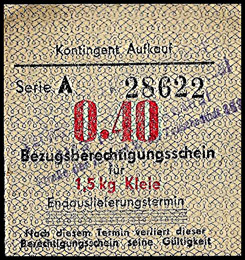 Kontingent Aufkauf
Serie A 28622
0.40
Bezugsberechtigungsschein
für
1,5 kg Kleie
Endauslieferungstermin
Nach diesem Termin verliert dieser
Berechtigungsschein seine Gültigkeit